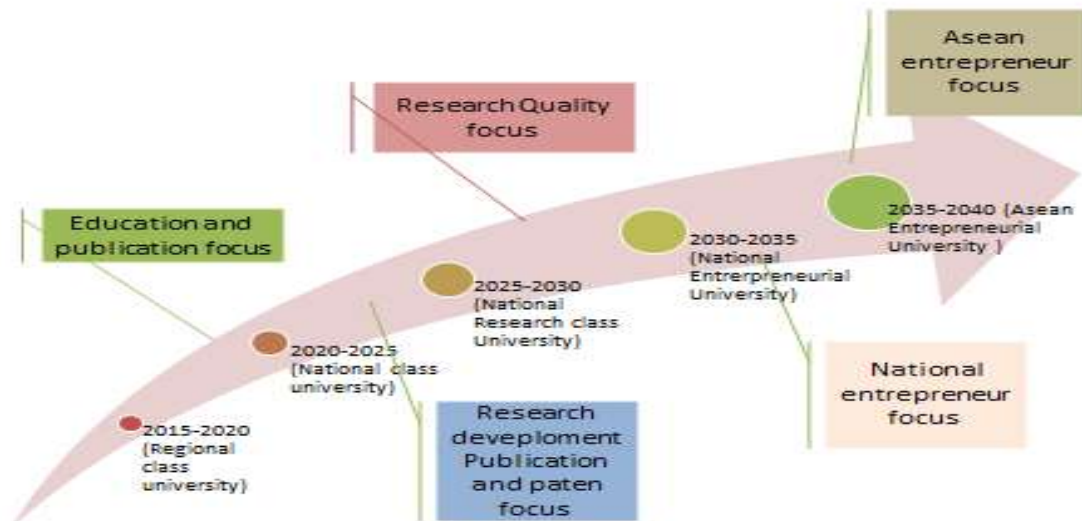 Asean
entrepreneur
focus
Research Quality
focus
Education and
publication focus
2035-2040 (Asean
Entrepreneurial
University )
2030-2035
(National
Entrerpreneurial
University)
2025-2030
(National
Research class
University)
2020-2025
(National class
university)
2015-2020
(Regional
class
university)
Research
deveploment
Publication
and paten
focus
National
entrepreneur
focus